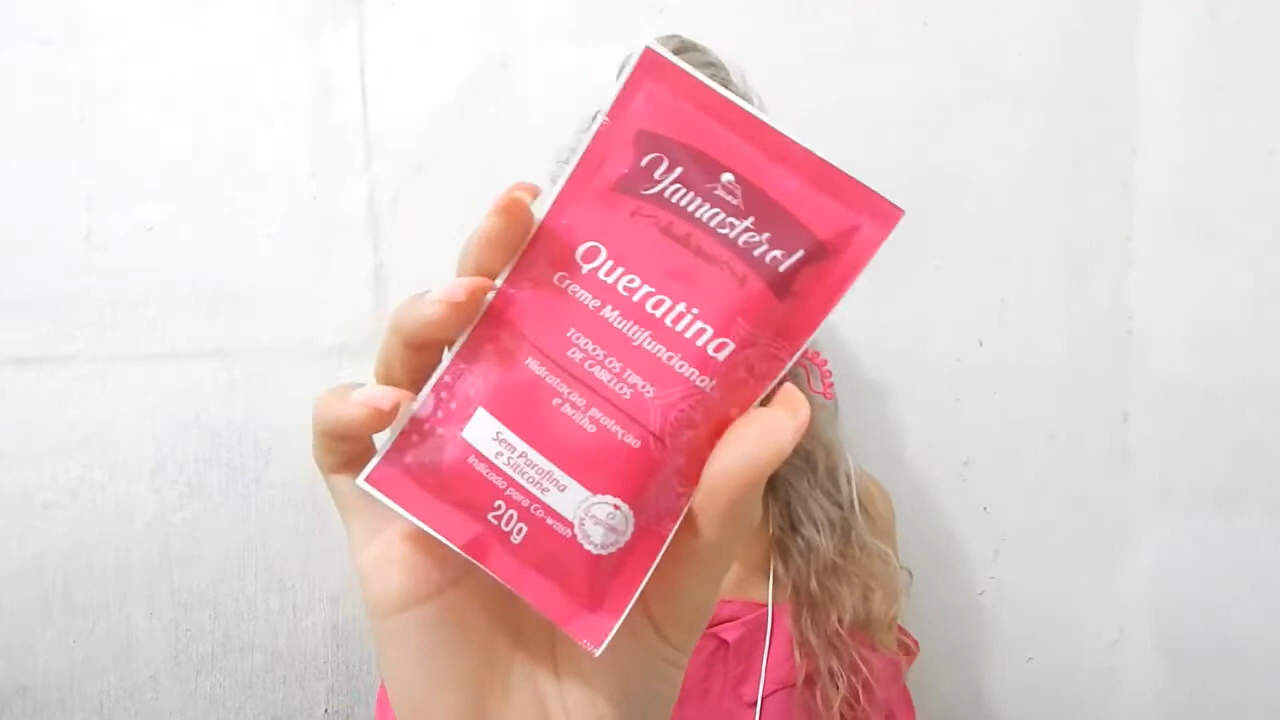 Yamasterol
Queratina
Creme Multifuncional
TODOS OS TIPOS
DE CABELOS
Hidratação, proteção
e brilho
Sem Parafina
e Silicone
Indicado para Co-wash
20g